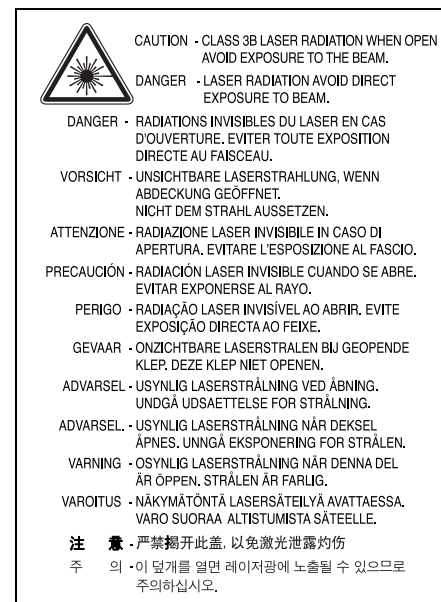 CAUTION - CLASS 3B LASER RADIATION WHEN OPEN
AVOID EXPOSURE TO THE BEAM.
DANGER - LASER RADIATION AVOID DIRECT
EXPOSURE TO BEAM.
DANGER - RADIATIONS INVISIBLES DU LASER EN CAS
D'OUVERTURE. EVITER TOUTE EXPOSITION
DIRECTE AU FAISCEAU.
VORSICHT - UNSICHTBARE LASERSTRAHLUNG, WENN
ABDECKUNG GEÖFFNET.
NICHT DEM STRAHL AUSSETZEN.
ATTENZIONE - RADIAZIONE LASER INVISIBILE IN CASO DI
APERTURA. EVITARE L'ESPOSIZIONE AL FASCIO.
PRECAUCIÓN - RADIACIÓN LASER INVISIBLE CUANDO SE ABRE.
EVITAR EXPONERSE AL RAYO.
PERIGO - RADIAÇÃO LASER INVISÍVEL AO ABRIR. EVITE
EXPOSIÇÃO DIRECTA AO FEIXE.
GEVAAR - ONZICHTBARE LASERSTRALEN BIJ GEOPENDE
KLEP. DEZE KLEP NIET OPENEN.
ADVARSEL - USYNLIG LASERSTRÅLNING VED ÅBNING.
UNDGÅ UDSAETTELSE FOR STRÅLNING.
ADVARSEL. - USYNLIG LASERSTRÅLNING NÅR DEKSEL
ÅPNES. UNNGÅ EKSPONERING FOR STRÅLEN.
VARNING - OSYNLIG LASERSTRÅLNING NÄR DENNA DEL
ÄR ÖPPEN. STRÅLEN ÄR FARLIG.
VAROITUS - NÄKYMÄTÖNTÄ LASERSÄTEILYÄ AVATTAESSA.
VARO SUORAA ALTISTUMISTA SÄTEELLE.
注 意 - 严禁揭开此盖, 以免激光泄露灼伤
주 의 - 이 덮개를 열면 레이저광에 노출될 수 있으므로
주의하십시오.